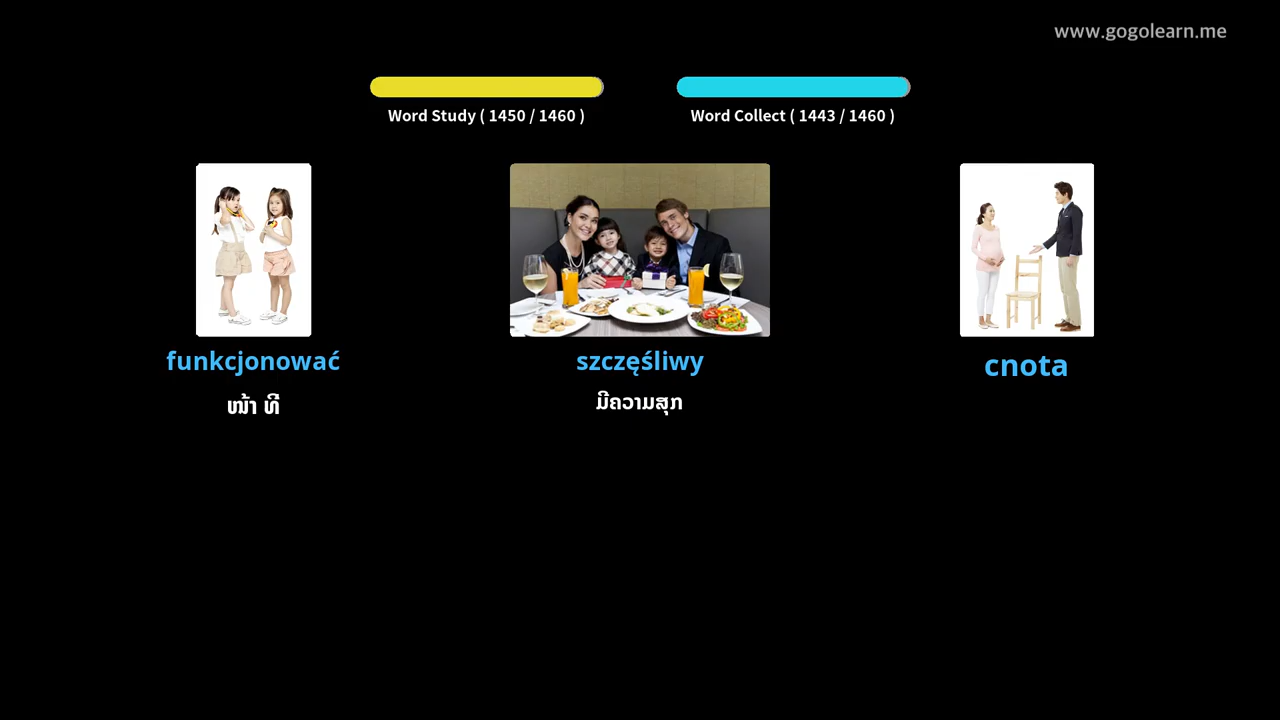 www.gogolearn.me
Word Study ( 1450 / 1460 )
Word Collect ( 1443 / 1460 )
funkcjonować
szczęśliwy
cnota
ໜ້າ ທີ່
ມີຄວາມສຸກ